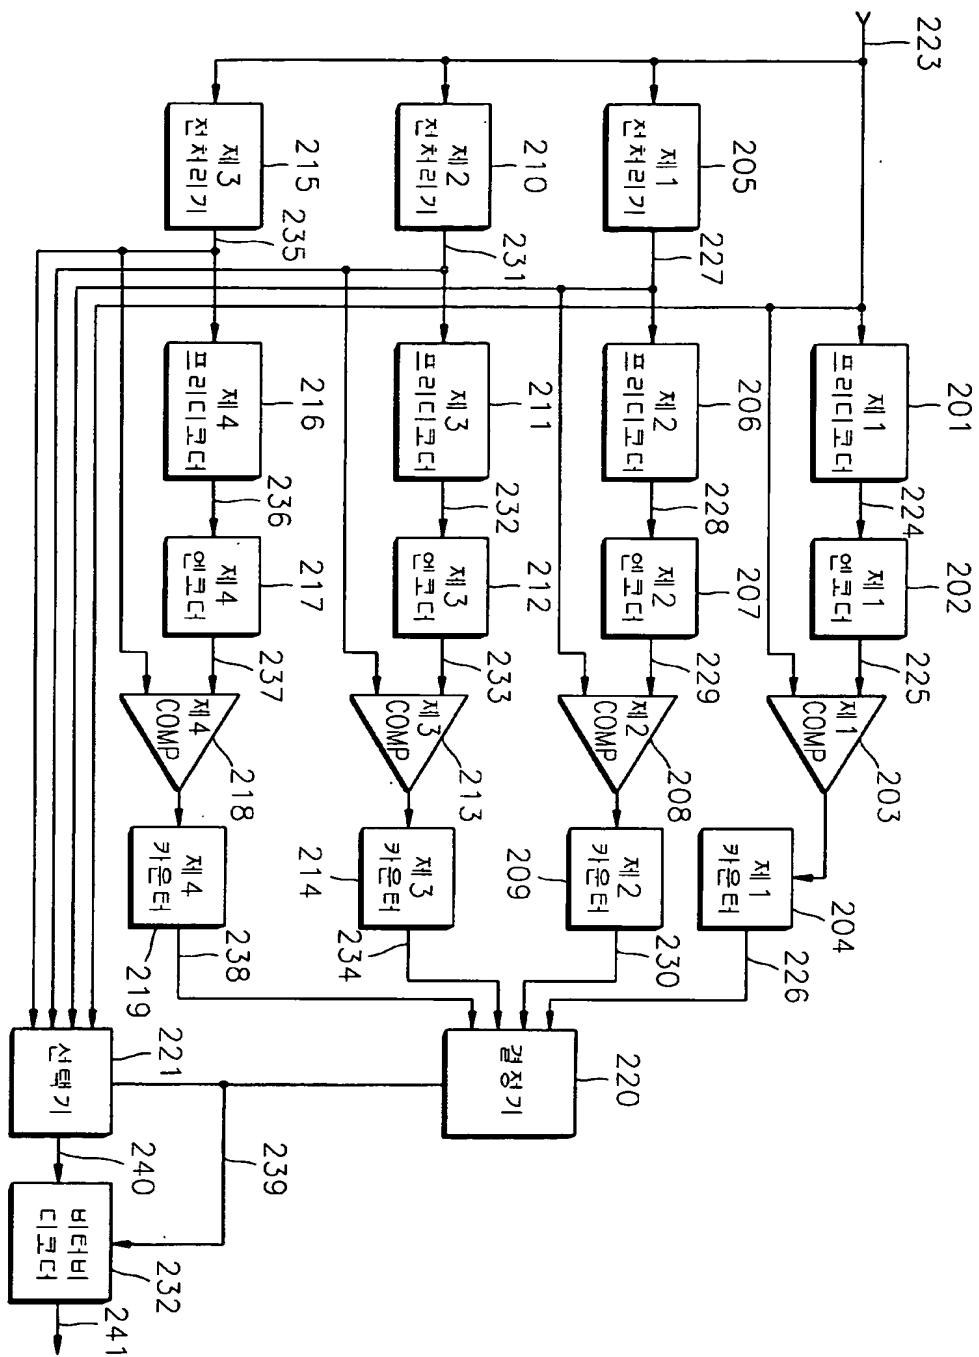 223
201
제1
프리디코더
224
202
제1
엔코더
225
203
제1
COMP
204
제1
카운터
226
205
제1
전처리기
227
206
제2
프리디코더
228
207
제2
엔코더
229
208
제2
COMP
209
제2
카운터
230
220
결정기
210
제2
전처리기
231
211
제3
프리디코더
232
212
제3
엔코더
233
213
제3
COMP
214
제3
카운터
234
215
제3
전처리기
235
216
제4
프리디코더
236
217
제4
엔코더
237
218
제4
COMP
제4
카운터
219
238
239
221
선택기
240
232
비터비
디코더
241